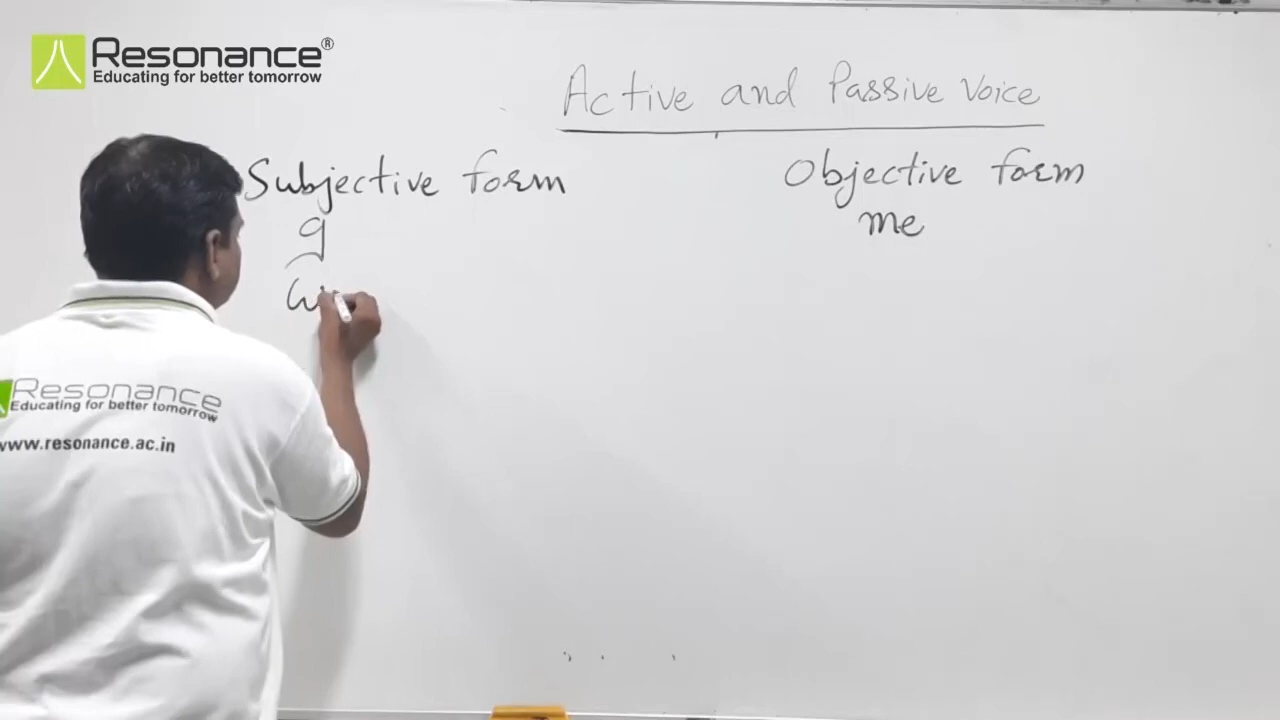 Resonance®
Educating for better tomorrow
Active and Passive Voice
Subjective form
Objective form
I
me
Resonance
Educating for better tomorrow
www.resonance.ac.in